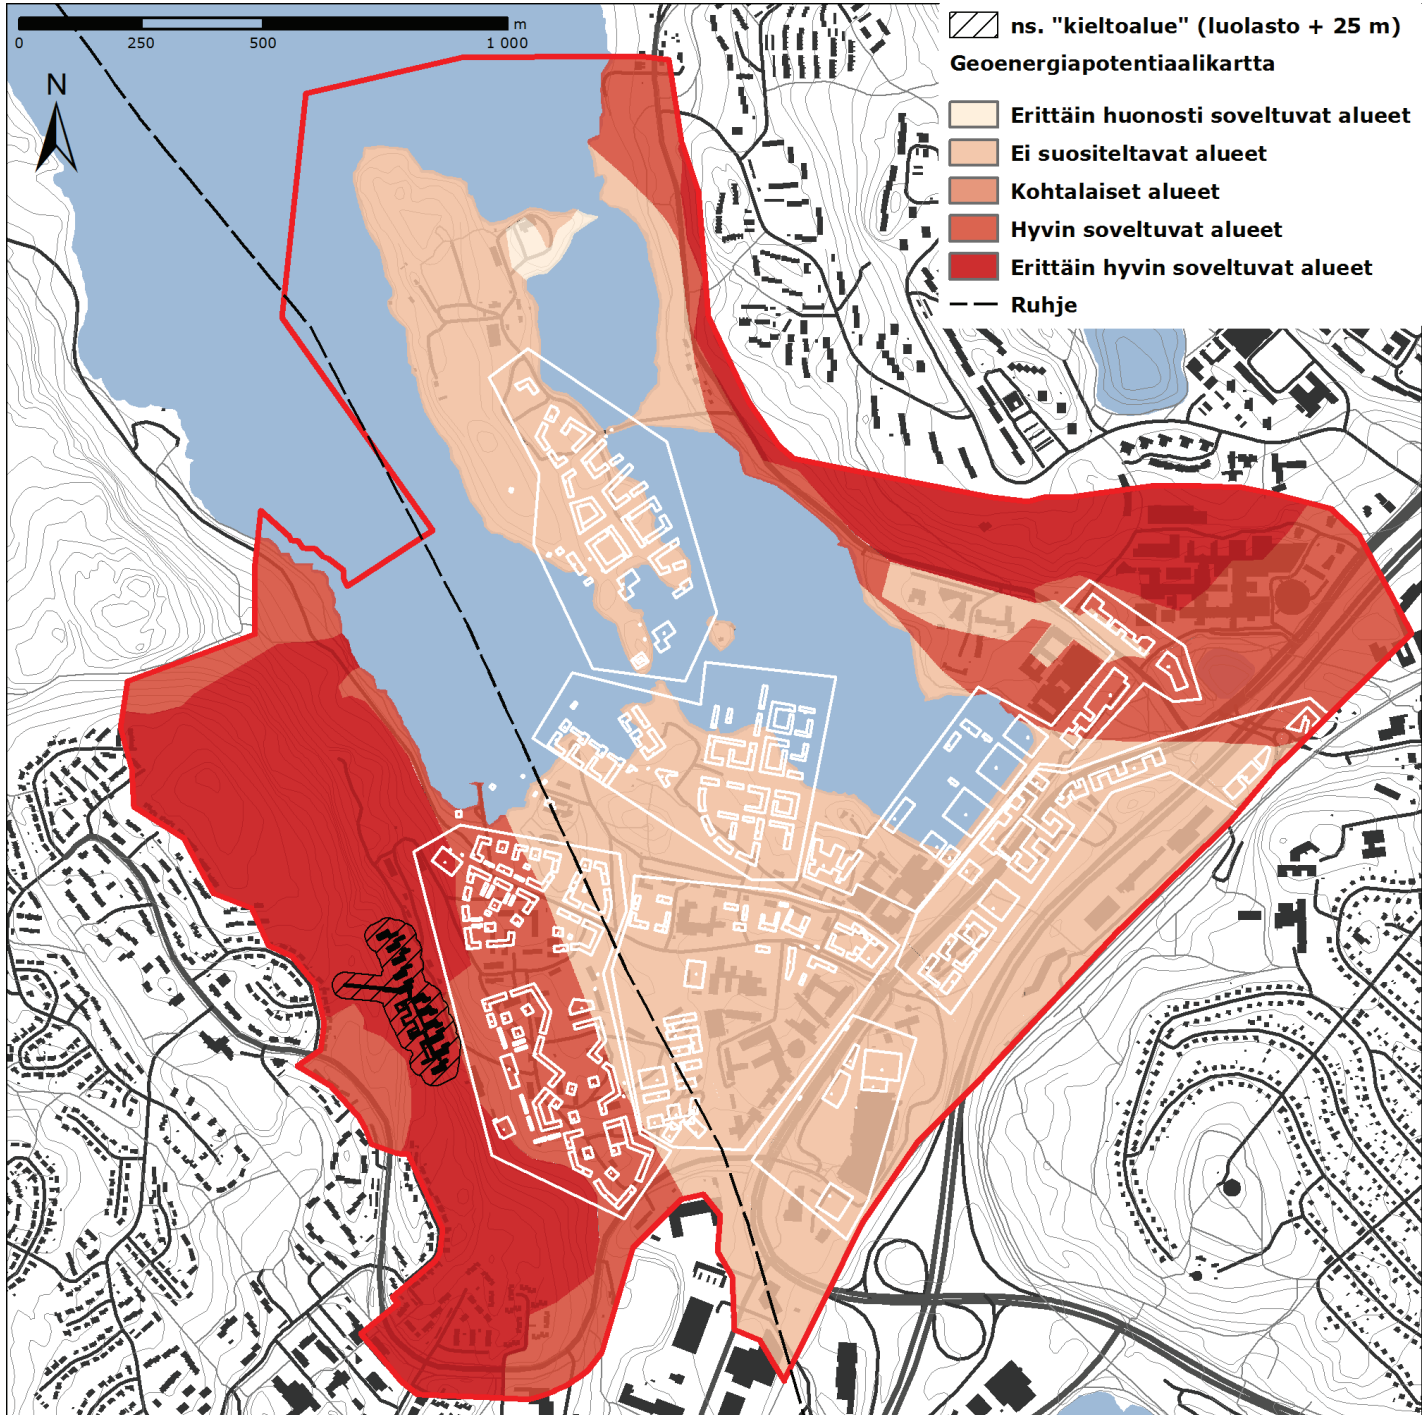 m
0 250 500 1 000
N
ns. "kieltoalue" (luolasto + 25 m)
Geoenergiapotentiaalikartta
Erittäin huonosti soveltuvat alueet
Ei suositeltavat alueet
Kohtalaiset alueet
Hyvin soveltuvat alueet
Erittäin hyvin soveltuvat alueet
Ruhje